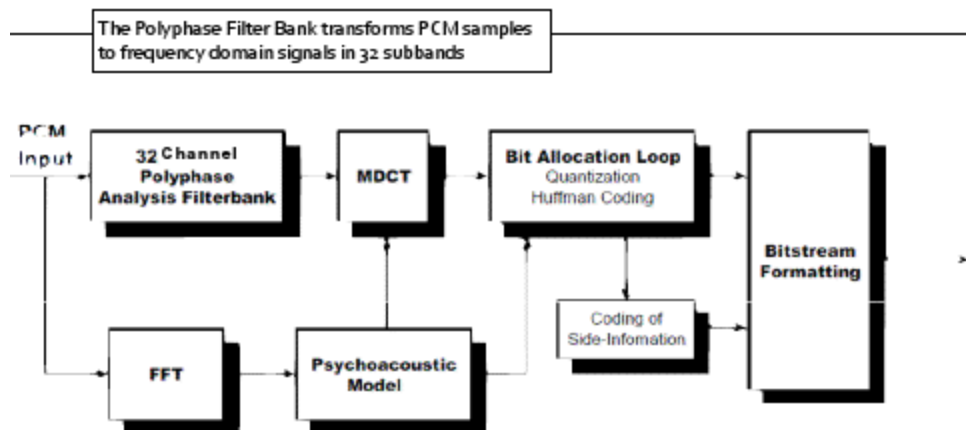 The Polyphase Filter Bank transforms PCM samples
to frequency domain signals in 32 subbands
PCM
Input
32 Channel
Polyphase
Analysis Filterbank
MDCT
Bit Allocation Loop
Quantization
Huffman Coding
Bitstream
Formatting
Coding of
Side-Infomation
FFT
Psychoacoustic
Model